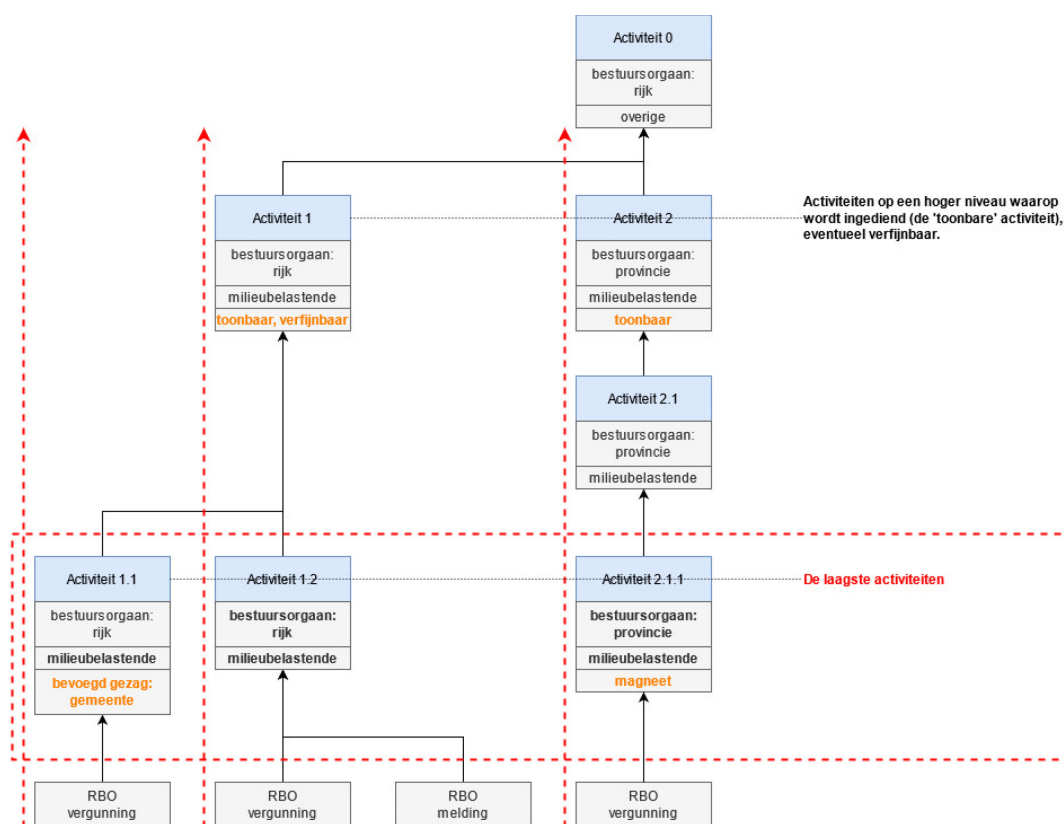 Activiteit 0
bestuursorgaan:
rijk
overige
Activiteit 1
bestuursorgaan:
rijk
milieubelastende
toonbaar, verfijnbaar
Activiteit 2
bestuursorgaan:
provincie
milieubelastende
toonbaar
Activiteiten op een hoger niveau waarop
wordt ingediend (de 'toonbare' activiteit),
eventueel verfijnbaar.
Activiteit 2.1
bestuursorgaan:
provincie
milieubelastende
Activiteit 1.1
bestuursorgaan:
rijk
milieubelastende
bevoegd gezag:
gemeente
Activiteit 1.2
bestuursorgaan:
rijk
milieubelastende
Activiteit 2.1.1
bestuursorgaan:
provincie
milieubelastende
magneet
De laagste activiteiten
RBO
vergunning
RBO
vergunning
RBO
melding
RBO
vergunning